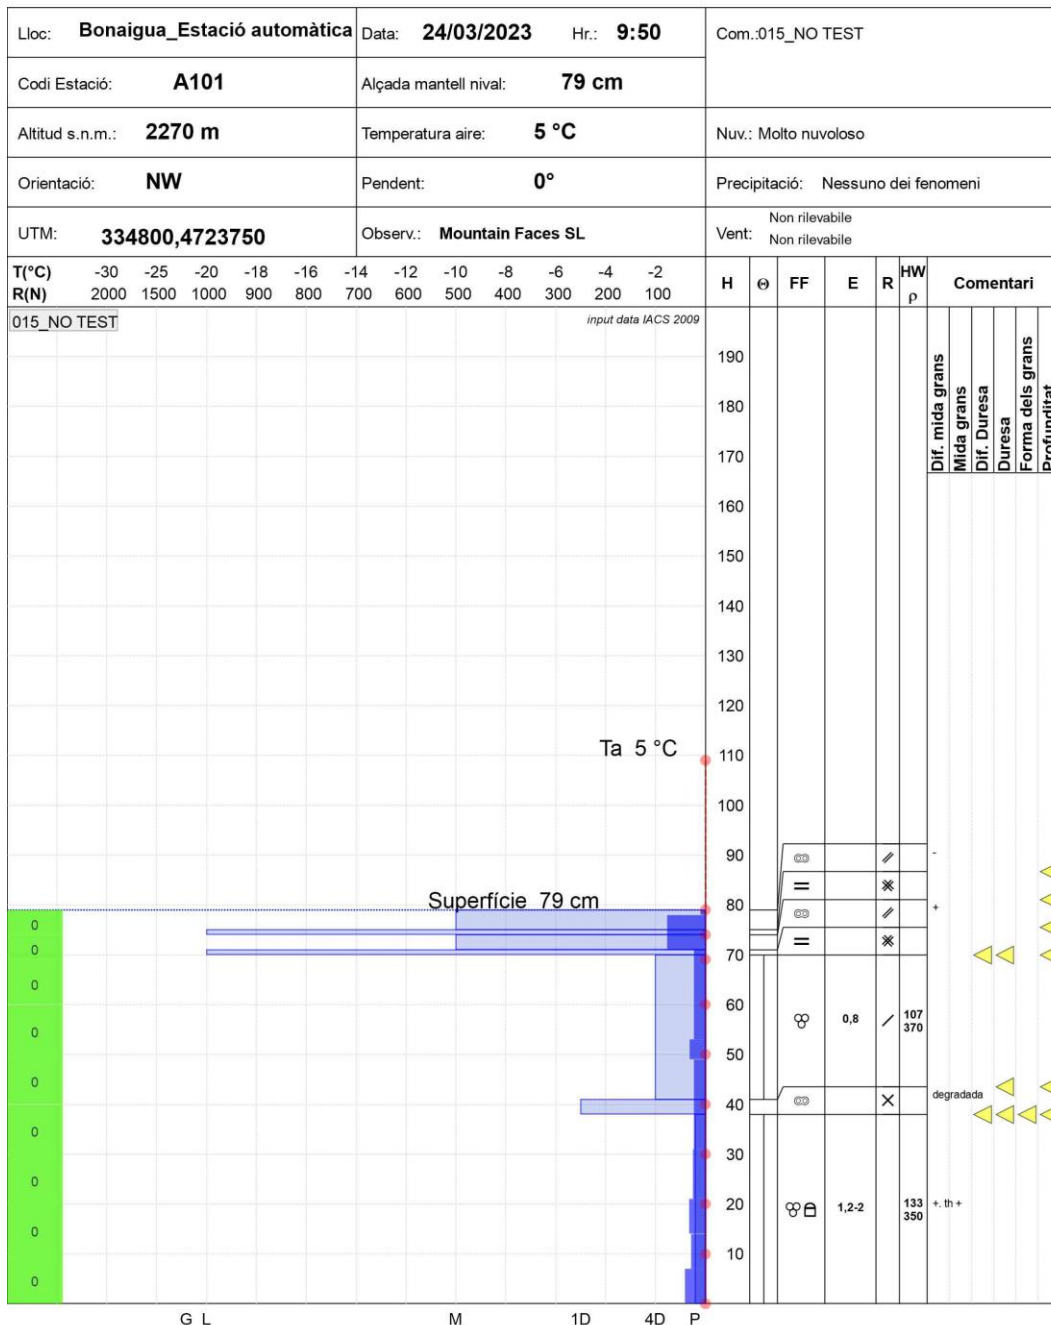 Lloc: Bonaigua_Estació automàtica Data: 24/03/2023 Hr.: 9:50 Com.:015_NO TEST
Codi Estació: A101 Alçada mantell nival: 79 cm
Altitud s.n.m.: 2270 m Temperatura aire: 5 °C Nuv.: Molto nuvoloso
Orientació: NW Pendent: 0° Precipitació: Nessuno dei fenomeni
UTM: 334800,4723750 Observ.: Mountain Faces SL Vent: Non rilevabile
Non rilevabile
T(°C) -30 -25 -20 -18 -16 -14 -12 -10 -8 -6 -4 -2
R(N) 2000 1500 1000 900 800 700 600 500 400 300 200 100
H Θ FF E R HW ρ Comentari
015_NO TEST input data IACS 2009
Dif. mida grans
Mida grans
Dif. Duresa
Duresa
Forma dels grans
Profunditat
190
180
170
160
150
140
130
120
Ta 5 °C 110
100
90 -
Superfície 79 cm 80 +
0
0 70
0
60 0,8 107
370
0
50
0
40 degradada
0
30
0 20 1,2-2 133
350 +. th +
0
10
0
G L M 1D 4D P